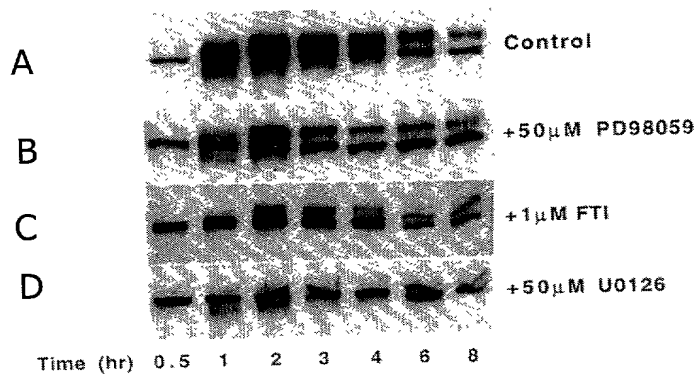 A Control
B +50µM PD98059
C +1µM FTI
D +50µM U0126
Time (hr) 0.5 1 2 3 4 6 8